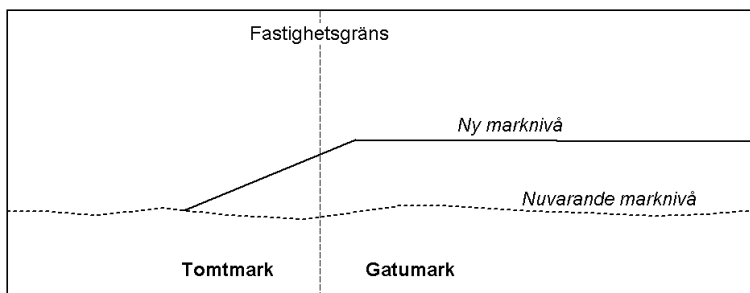 Fastighetsgräns
Ny marknivå
Nuvarande marknivå
Tomtmark
Gatumark